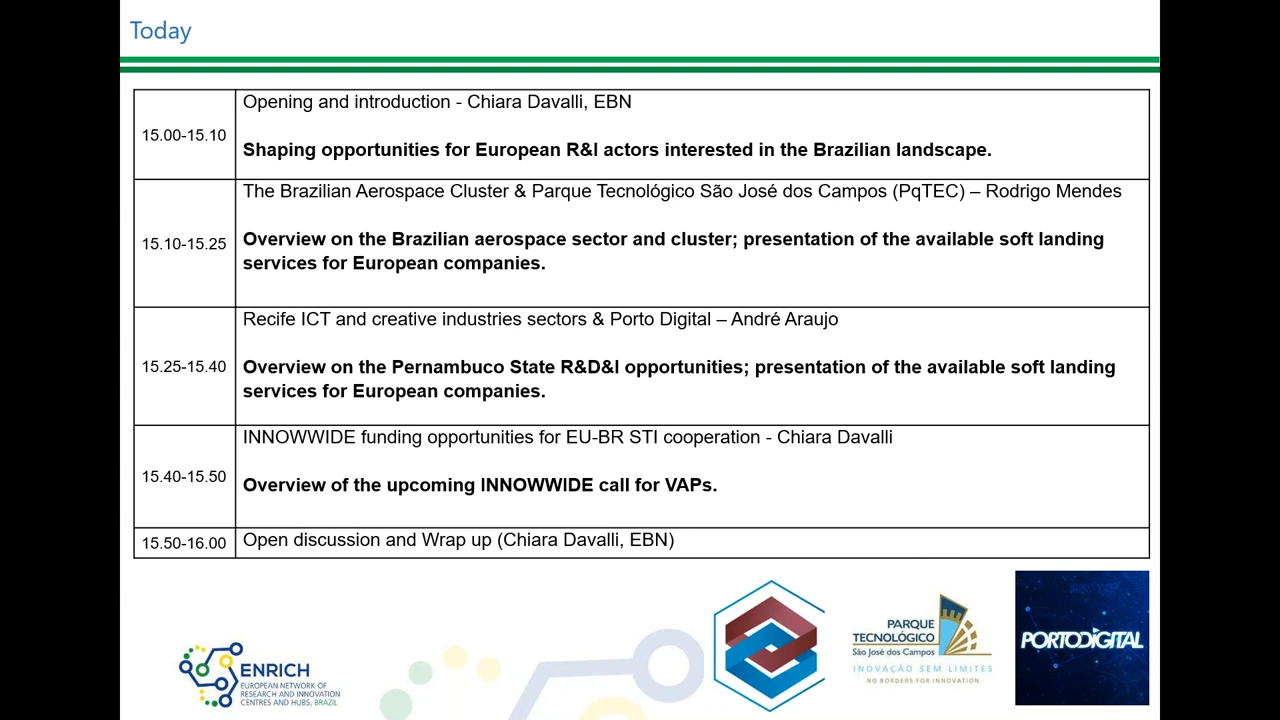 Today
15.00-15.10
Opening and introduction - Chiara Davalli, EBN
Shaping opportunities for European R&I actors interested in the Brazilian landscape.
15.10-15.25
The Brazilian Aerospace Cluster & Parque Tecnológico São José dos Campos (PqTEC) – Rodrigo Mendes
Overview on the Brazilian aerospace sector and cluster; presentation of the available soft landing
services for European companies.
15.25-15.40
Recife ICT and creative industries sectors & Porto Digital – André Araujo
Overview on the Pernambuco State R&D&I opportunities; presentation of the available soft landing
services for European companies.
15.40-15.50
INNOWWIDE funding opportunities for EU-BR STI cooperation - Chiara Davalli
Overview of the upcoming INNOWWIDE call for VAPs.
15.50-16.00
Open discussion and Wrap up (Chiara Davalli, EBN)
ENRICH
EUROPEAN NETWORK OF
RESEARCH AND INNOVATION
CENTRES AND HUBS, BRAZIL
PARQUE
TECNOLÓGICO
São José dos Campos
INOVAÇÃO SEM LIMITES
NO BORDERS FOR INNOVATION
PORTODIGITAL